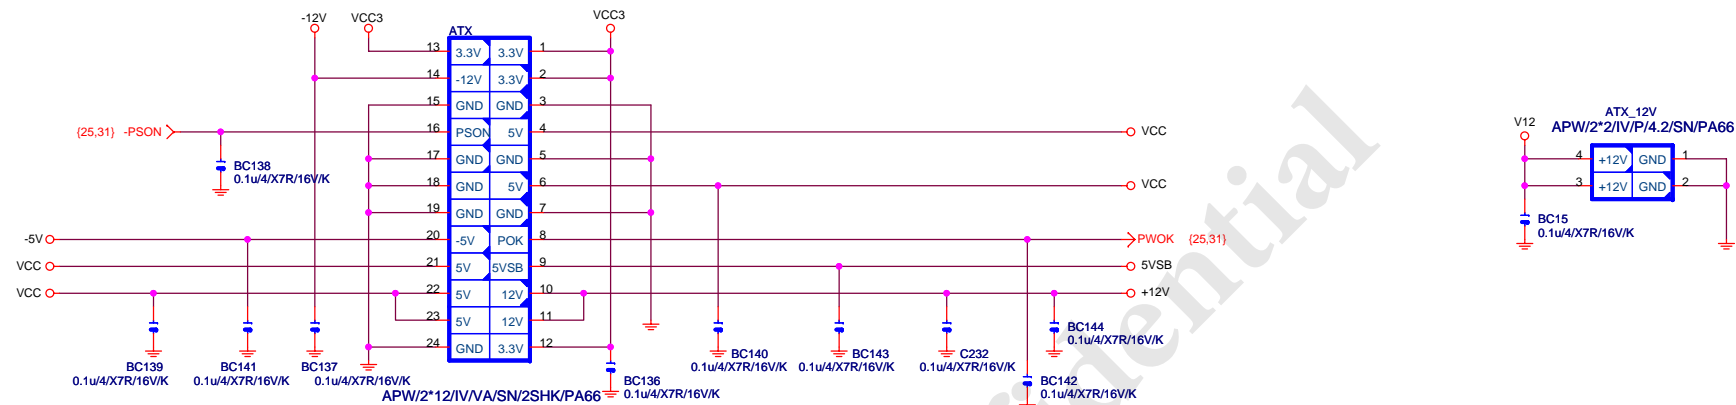 -12V
VCC3
VCC3
ATX
13 3.3V 3.3V 1
14 -12V 3.3V 2
15 GND GND 3
{25,31} -PSON 16 PSON 5V 4 VCC
17 GND GND 5
18 GND 5V 6 VCC
19 GND GND 7
-5V 20 -5V POK 8 PWOK {25,31}
VCC 21 5V 5VSB 9 5VSB
VCC 22 5V 12V 10 +12V
23 5V 12V 11
24 GND 3.3V 12
BC138
0.1u/4/X7R/16V/K
BC139
0.1u/4/X7R/16V/K
BC141
0.1u/4/X7R/16V/K
BC137
0.1u/4/X7R/16V/K
APW/2*12/IV/VA/SN/2SHK/PA66
BC136
0.1u/4/X7R/16V/K
BC140
0.1u/4/X7R/16V/K
BC143
0.1u/4/X7R/16V/K
C232
0.1u/4/X7R/16V/K
BC144
0.1u/4/X7R/16V/K
BC142
0.1u/4/X7R/16V/K
ATX_12V
APW/2*2/IV/P/4.2/SN/PA66
V12
4 +12V GND 1
3 +12V GND 2
BC15
0.1u/4/X7R/16V/K
fidential